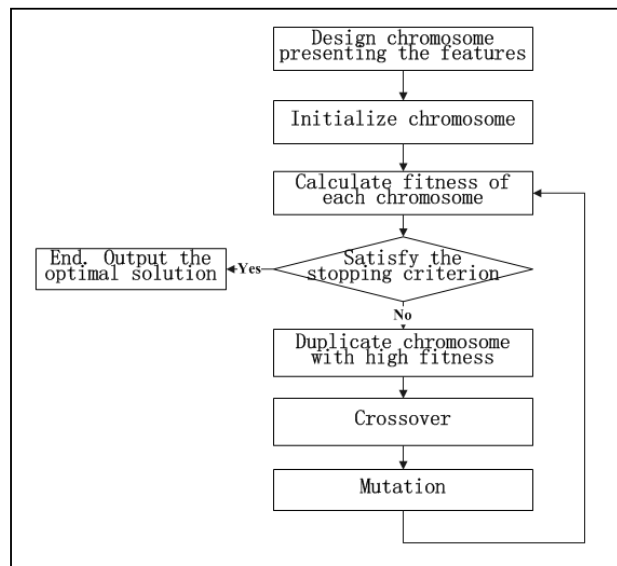 Design chromosome
presenting the features
Initialize chromosome
Calculate fitness of
each chromosome
Satisfy the
stopping criterion
Yes
End. Output the
optimal solution
No
Duplicate chromosome
with high fitness
Crossover
Mutation